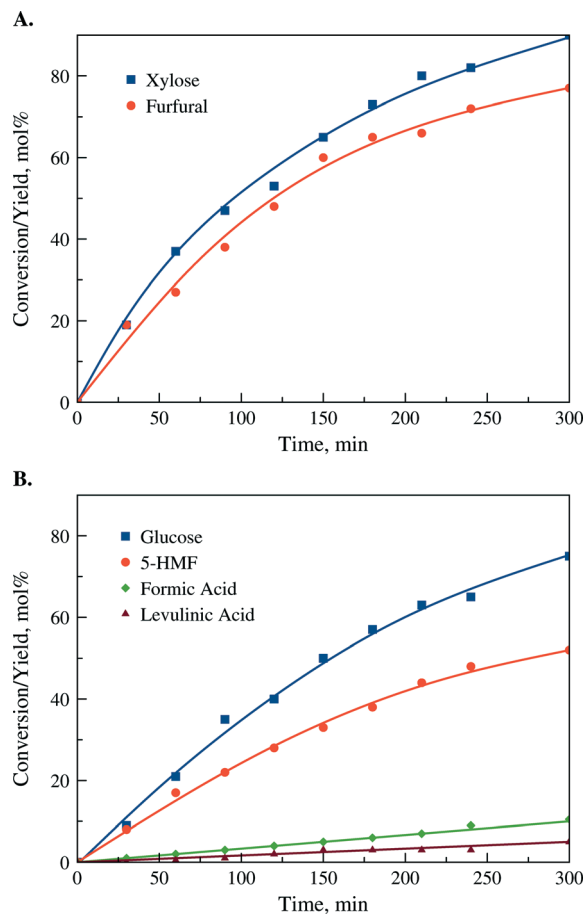 A.
Conversion/Yield, mol%
80
60
40
20
0
Xylose
Furfural
0 50 100 150 200 250 300
Time, min
B.
Conversion/Yield, mol%
80
60
40
20
0
Glucose
5-HMF
Formic Acid
Levulinic Acid
0 50 100 150 200 250 300
Time, min